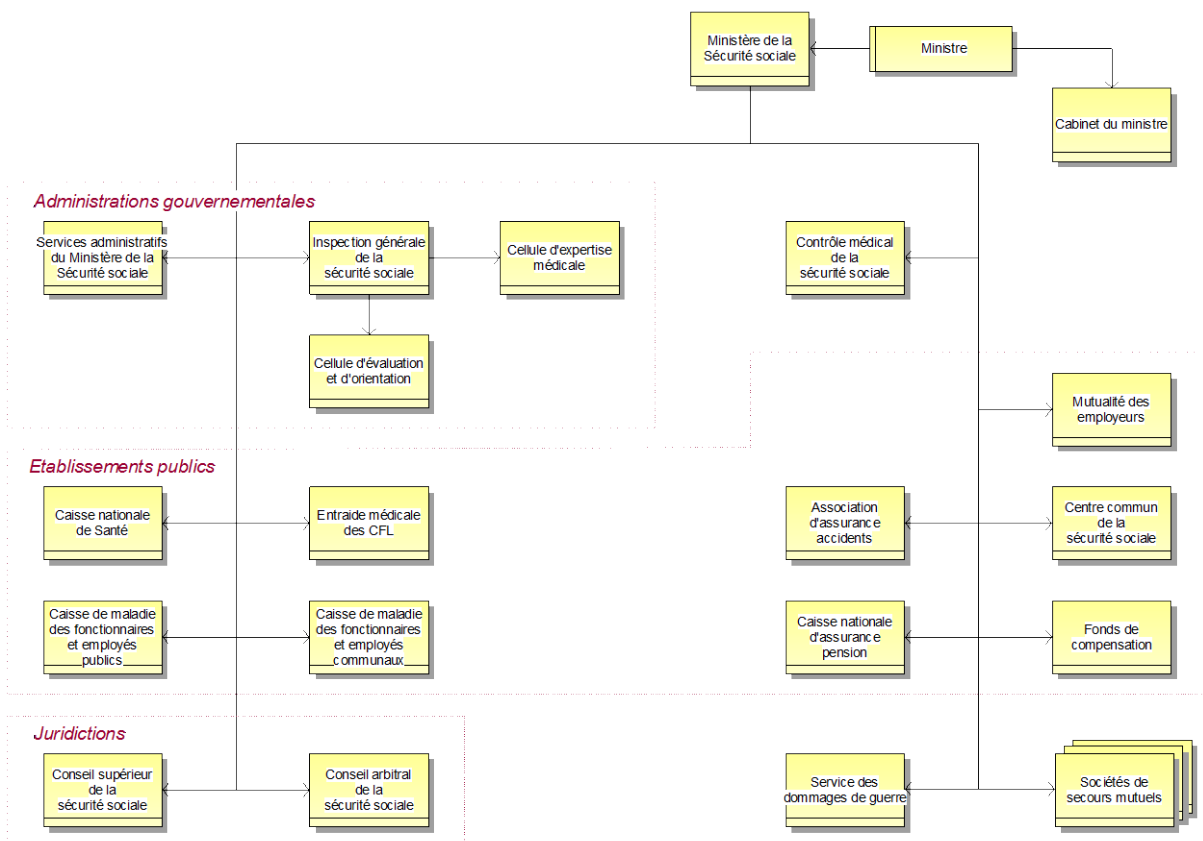 Ministère de la
Sécurité sociale
Ministre
Cabinet du ministre
Administrations gouvernementales
Services administratifs
du Ministère de la
Sécurité sociale
Inspection générale
de la
sécurité sociale
Cellule d'expertise
médicale
Contrôle médical
de la
sécurité sociale
Cellule d'évaluation
et d'orientation
Mutualité des
employeurs
Etablissements publics
Caisse nationale
de Santé
Entraide médicale
des CFL
Association
d'assurance
accidents
Centre commun
de la
sécurité sociale
Caisse de maladie
des fonctionnaires
et employés
publics
Caisse de maladie
des fonctionnaires
et employés
communaux
Caisse nationale
d'assurance
pension
Fonds de
compensation
Juridictions
Conseil supérieur
de la
sécurité sociale
Conseil arbitral
de la
sécurité sociale
Service des
dommages de guerre
Sociétés de
secours mutuels